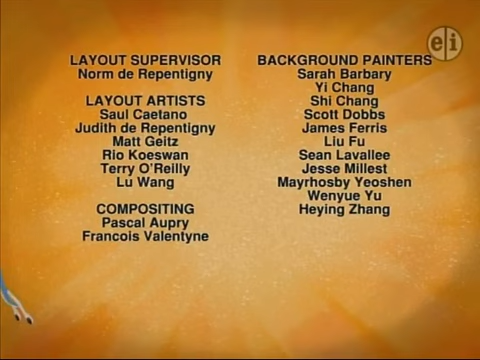 LAYOUT SUPERVISOR
Norm de Repentigny
LAYOUT ARTISTS
Saul Caetano
Judith de Repentigny
Matt Geitz
Rio Koeswan
Terry O'Reilly
Lu Wang
COMPOSITING
Pascal Aupry
Francois Valentyne
BACKGROUND PAINTERS
Sarah Barbary
Yi Chang
Shi Chang
Scott Dobbs
James Ferris
Liu Fu
Sean Lavallee
Jesse Millest
Mayrhosby Yeoshen
Wenyue Yu
Heying Zhang
e/i